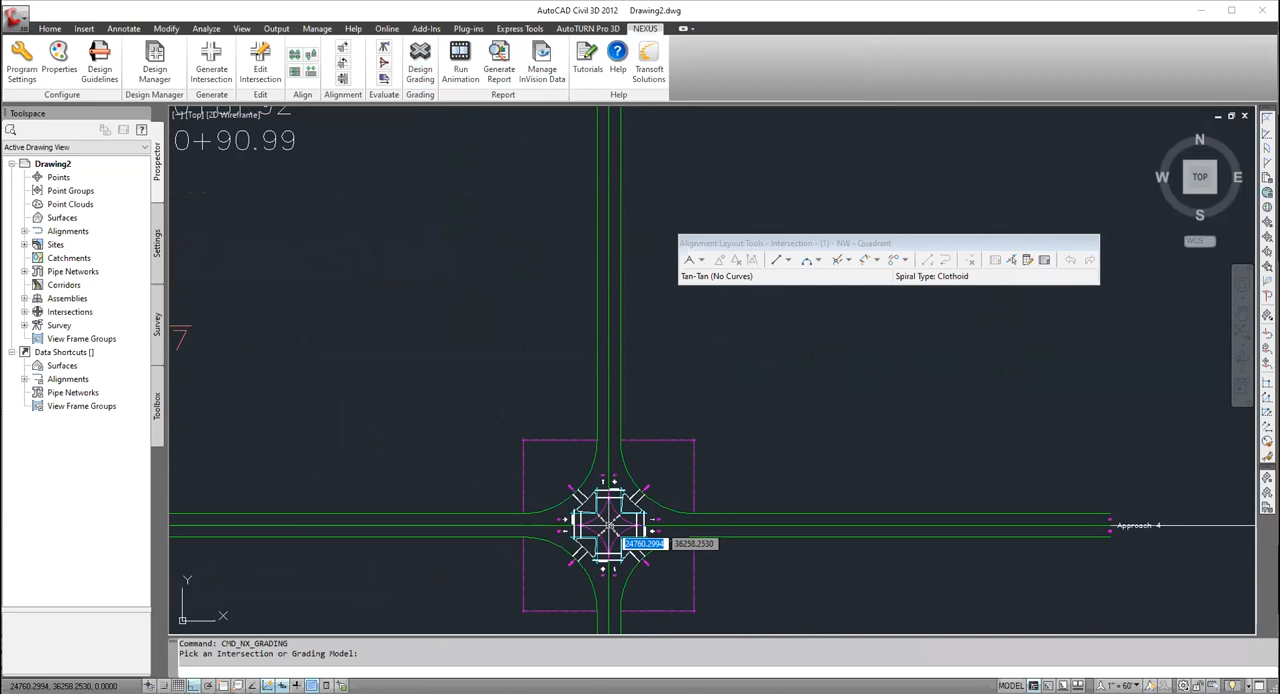 AutoCAD Civil 3D 2012 Drawing2.dwg
Home Insert Annotate Modify Analyze View Output Manage Help Online Add-Ins Plug-ins Express Tools AutoTURN Pro 3D NEXUS
Program Settings
Properties
Design Guidelines
Design Manager
Generate Intersection
Edit Intersection
Design Grading
Run Animation
Generate Report
Manage InVision Data
Tutorials
Help
Transoft Solutions
Configure Design Manager Generate Edit Align Alignment Evaluate Grading Report Help
Toolspace
Active Drawing View
Drawing2
Points
Point Groups
Point Clouds
Surfaces
Alignments
Sites
Catchments
Pipe Networks
Corridors
Assemblies
Intersections
Survey
View Frame Groups
Data Shortcuts []
Surfaces
Alignments
Pipe Networks
View Frame Groups
Prospector
Settings
Survey
Toolbox
[-] [Top] [2D Wireframe]
0+90.99
7
N
W TOP E
S
WCS
Alignment Layout Tools - Intersection - (1) - NW - Quadrant
Tan-Tan (No Curves) Spiral Type: Clothoid
Approach 4
24760.2994 36258.2530
Y
X
Command: CMD_NX_GRADING
Pick an Intersection or Grading Model:
24760.2994, 36258.2530, 0.0000 MODEL 1" = 60'